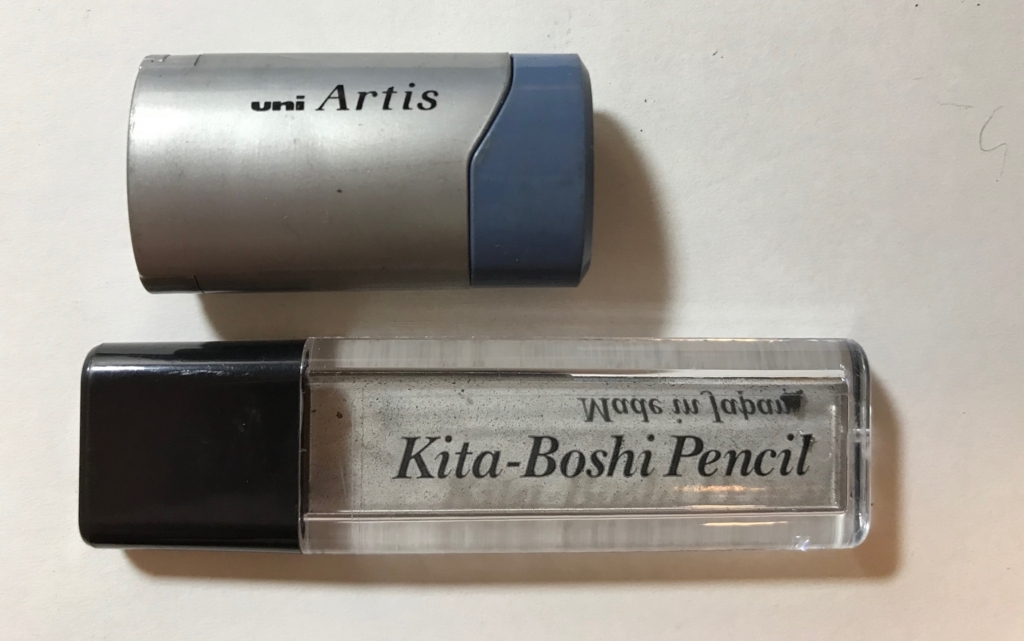 uni Artis
Made in Japan
Kita-Boshi Pencil